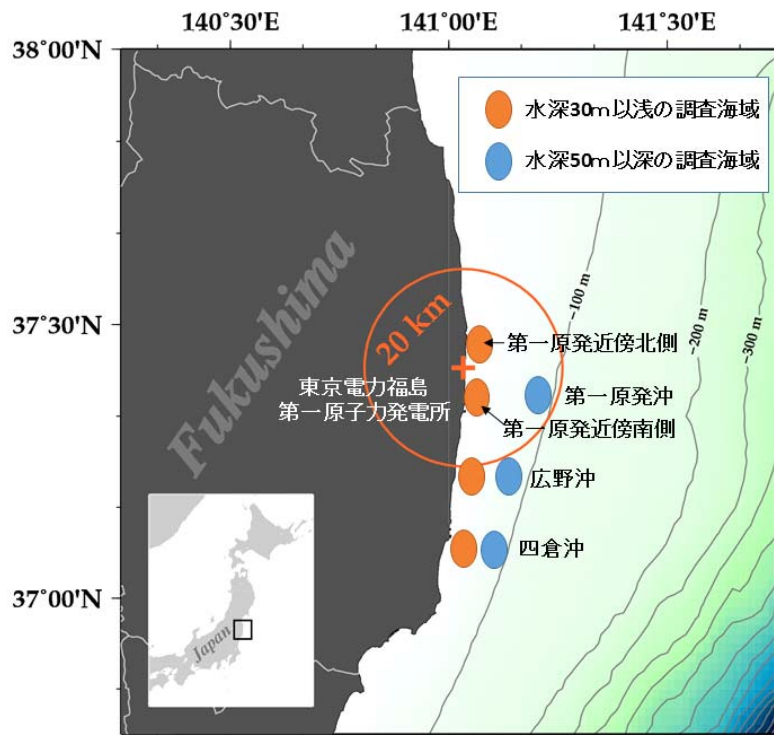 140°30'E
141°00'E
141°30'E
38°00'N
水深30m以浅の調査海域
水深50m以深の調査海域
Fukushima
-100 m
-200 m
-300 m
37°30'N
20 km
第一原発近傍北側
東京電力福島
第一原子力発電所
第一原発沖
第一原発近傍南側
広野沖
四倉沖
37°00'N
Japan